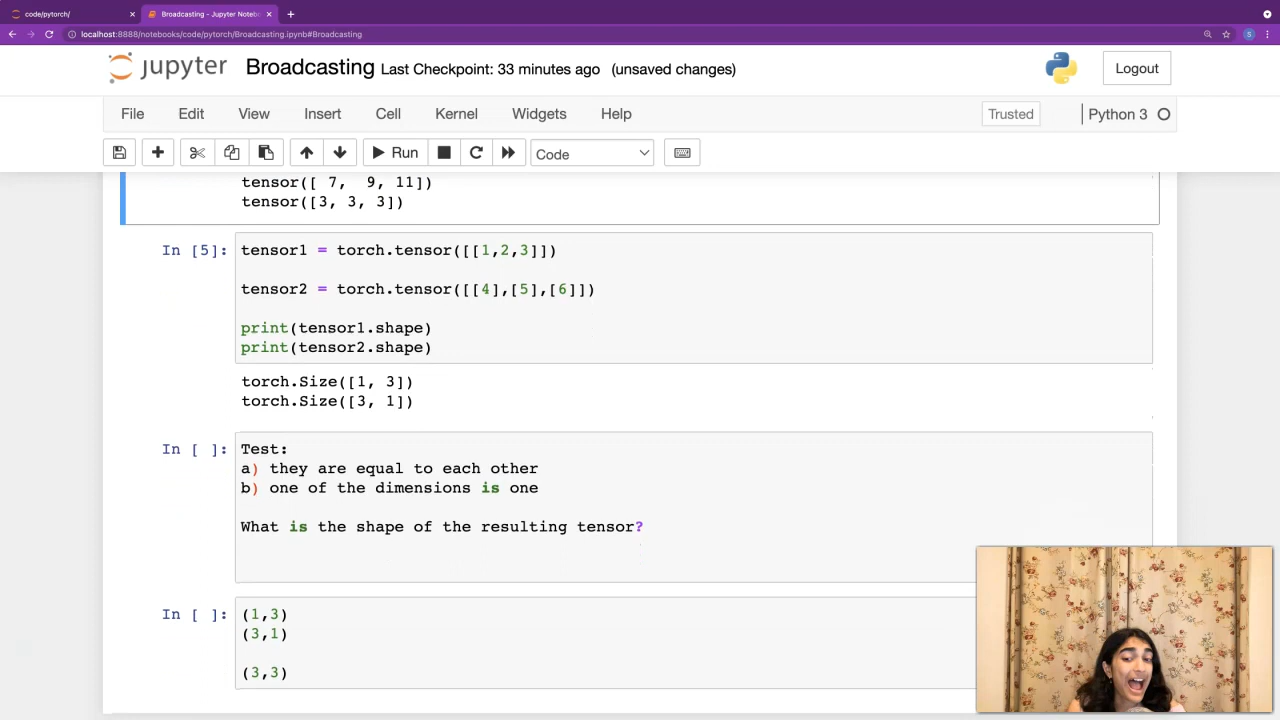 code/pytorch/
Broadcasting - Jupyter Noteb
localhost:8888/notebooks/code/pytorch/Broadcasting.ipynb#Broadcasting
S
jupyter Broadcasting Last Checkpoint: 33 minutes ago (unsaved changes)
Logout
File Edit View Insert Cell Kernel Widgets Help Trusted Python 3
Run Code
tensor([ 7,  9, 11])
tensor([3, 3, 3])
In [5]: tensor1 = torch.tensor([[1,2,3]])
tensor2 = torch.tensor([[4],[5],[6]])
print(tensor1.shape)
print(tensor2.shape)
torch.Size([1, 3])
torch.Size([3, 1])
In [ ]: Test:
a) they are equal to each other
b) one of the dimensions is one
What is the shape of the resulting tensor?
In [ ]: (1,3)
(3,1)
(3,3)